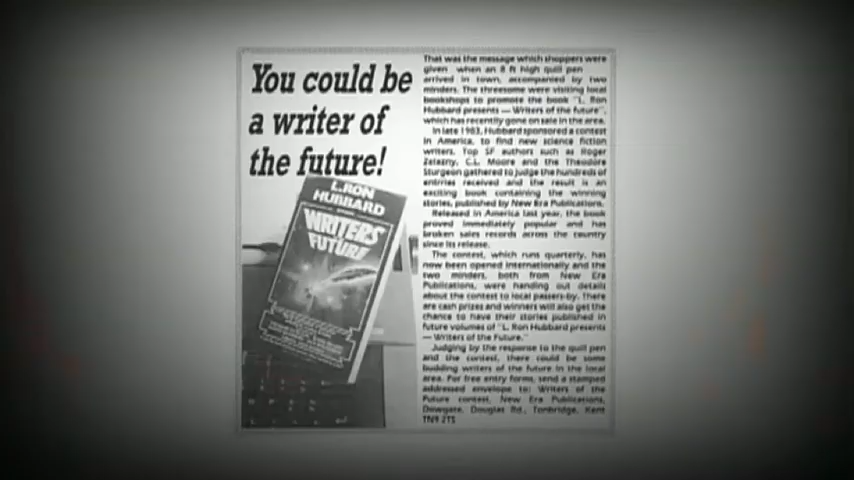 You could be
a writer of
the future!
L. RON
HUBBARD
WRITERS
FUTURE
That was the message which shoppers were
given when an 8 ft high quill pen
arrived in town, accompanied by two
minders. The threesome were visiting local
bookshops to promote the book "L. Ron
Hubbard presents — Writers of the future",
which has recently gone on sale in the area.
In late 1983, Hubbard sponsored a contest
in America, to find new science fiction
writers. Top SF authors such as Roger
Zelazny, C.L. Moore and the Theodore
Sturgeon gathered to judge the hundreds of
entries received and the result is an
exciting book containing the winning
stories, published by New Era Publications.
Released in America last year, the book
proved immediately popular and has
broken sales records across the country
since its release.
The contest, which runs quarterly, has
now been opened internationally and the
two minders, both from New Era
Publications, were handing out details
about the contest to local passers-by. There
are cash prizes and winners will also get the
chance to have their stories published in
future volumes of "L. Ron Hubbard presents
— Writers of the Future."
Judging by the response to the quill pen
and the contest, there could be some
budding writers of the future in the local
area. For free entry forms, send a stamped
addressed envelope to: Writers of the
Future contest, New Era Publications,
Dowgate, Douglas Rd., Tonbridge, Kent
TN9 2TS